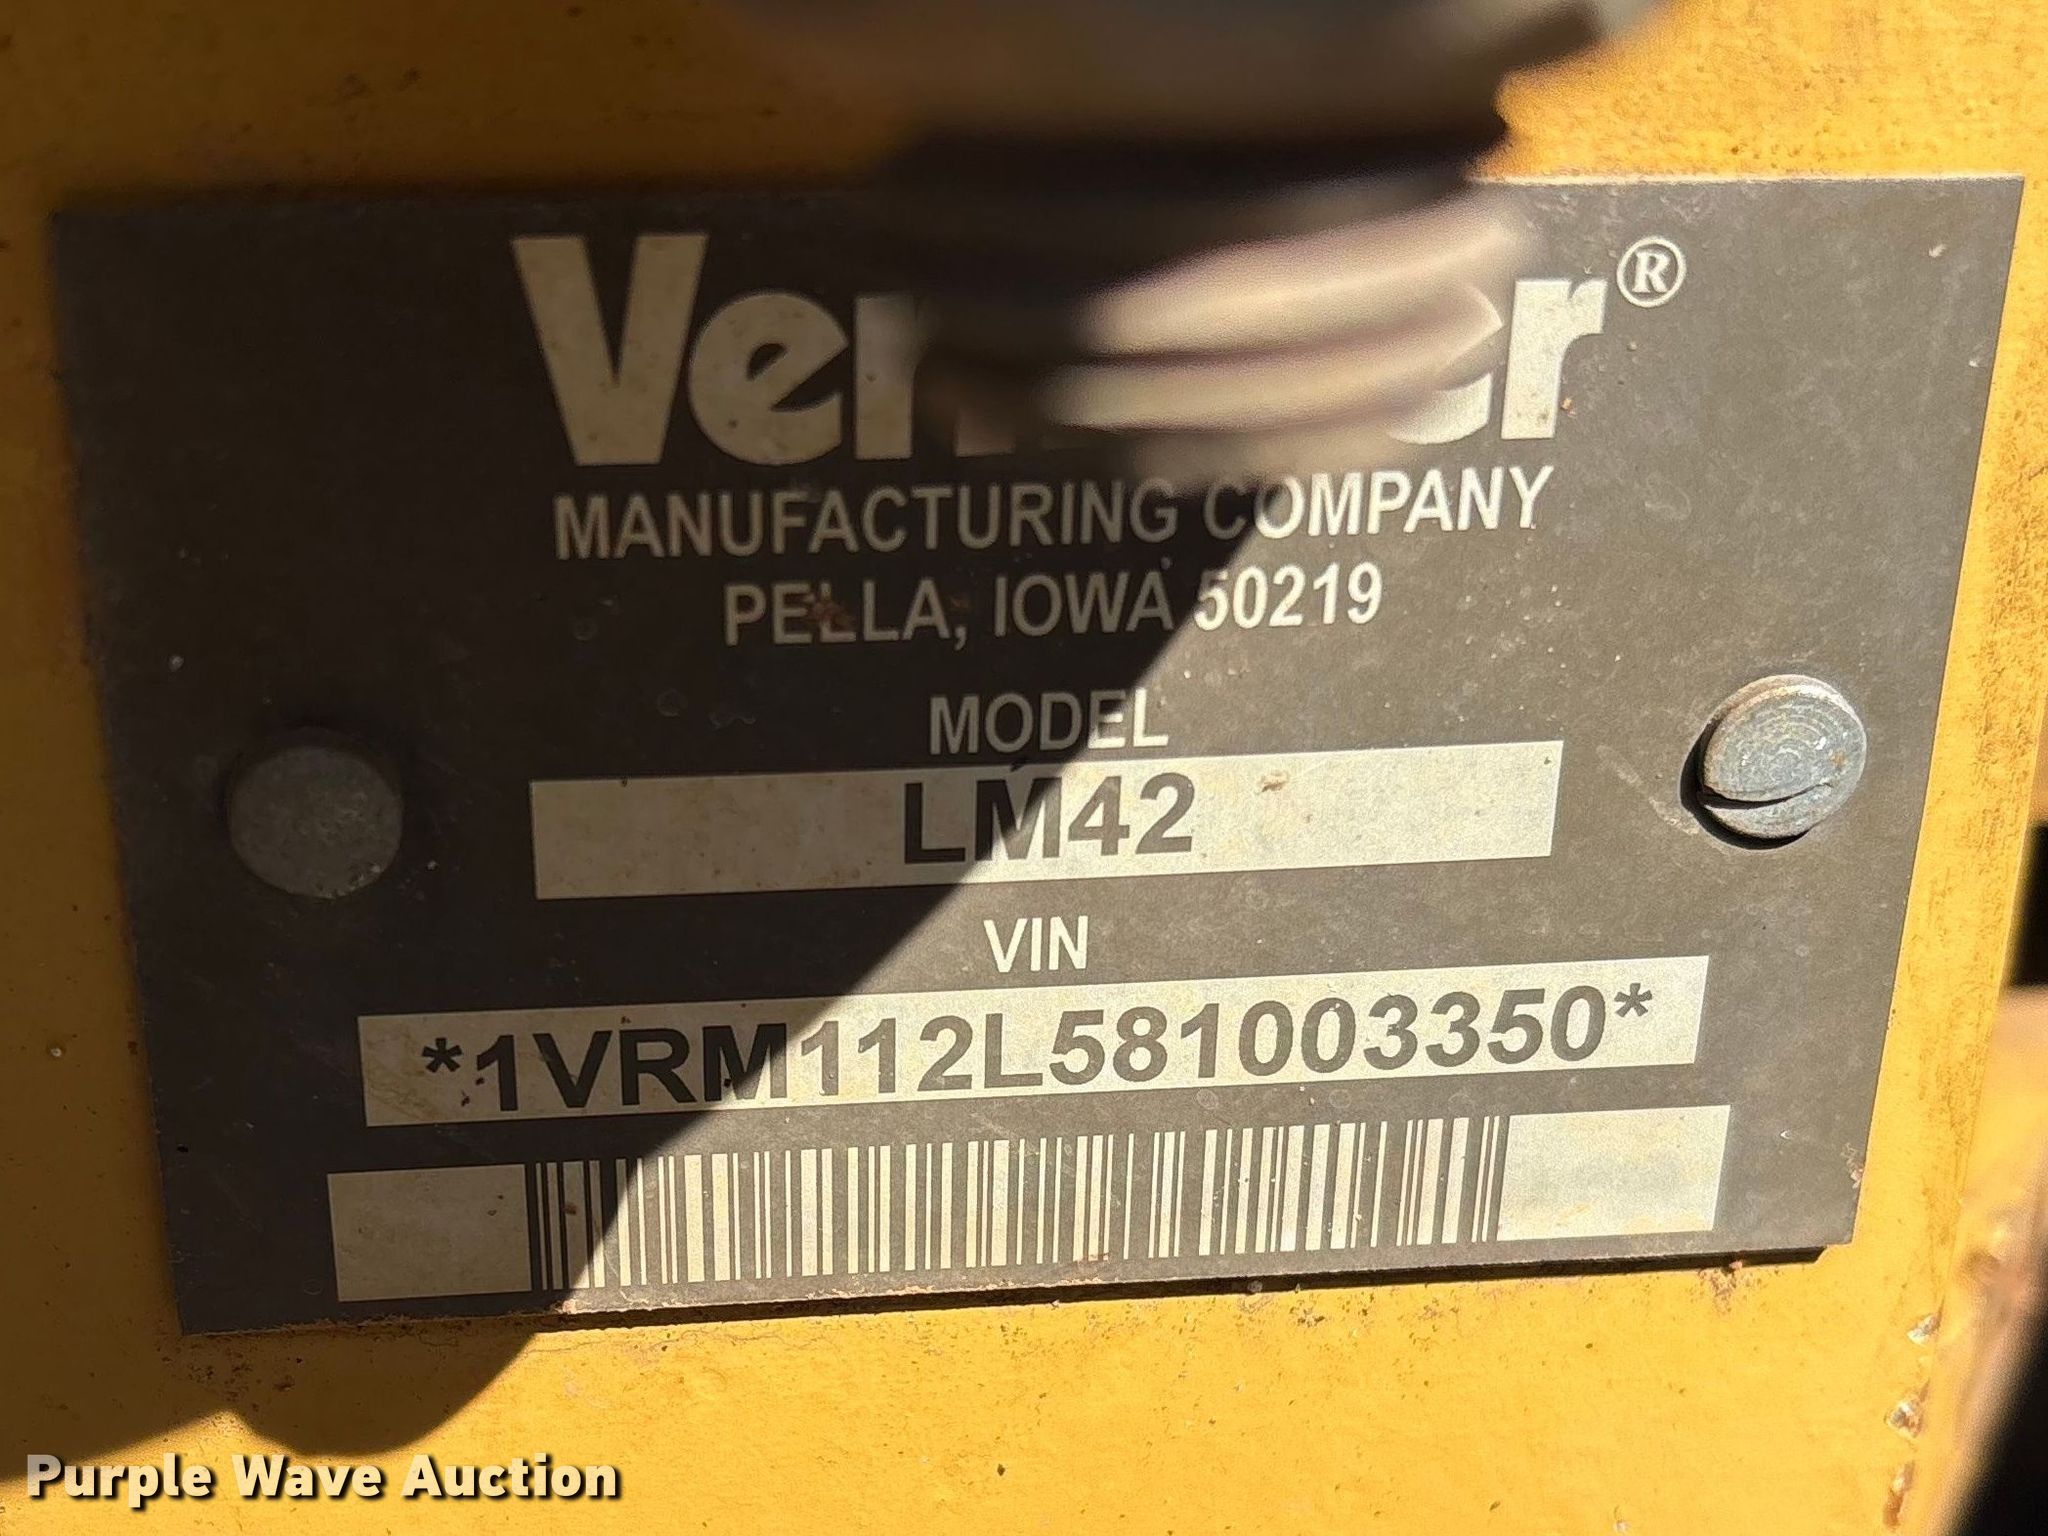 MANUFACTURING COMPANY
PELLA, IOWA 50219
MODEL
LM42
VIN
*1VRM112L581003350*
Purple Wave Auction